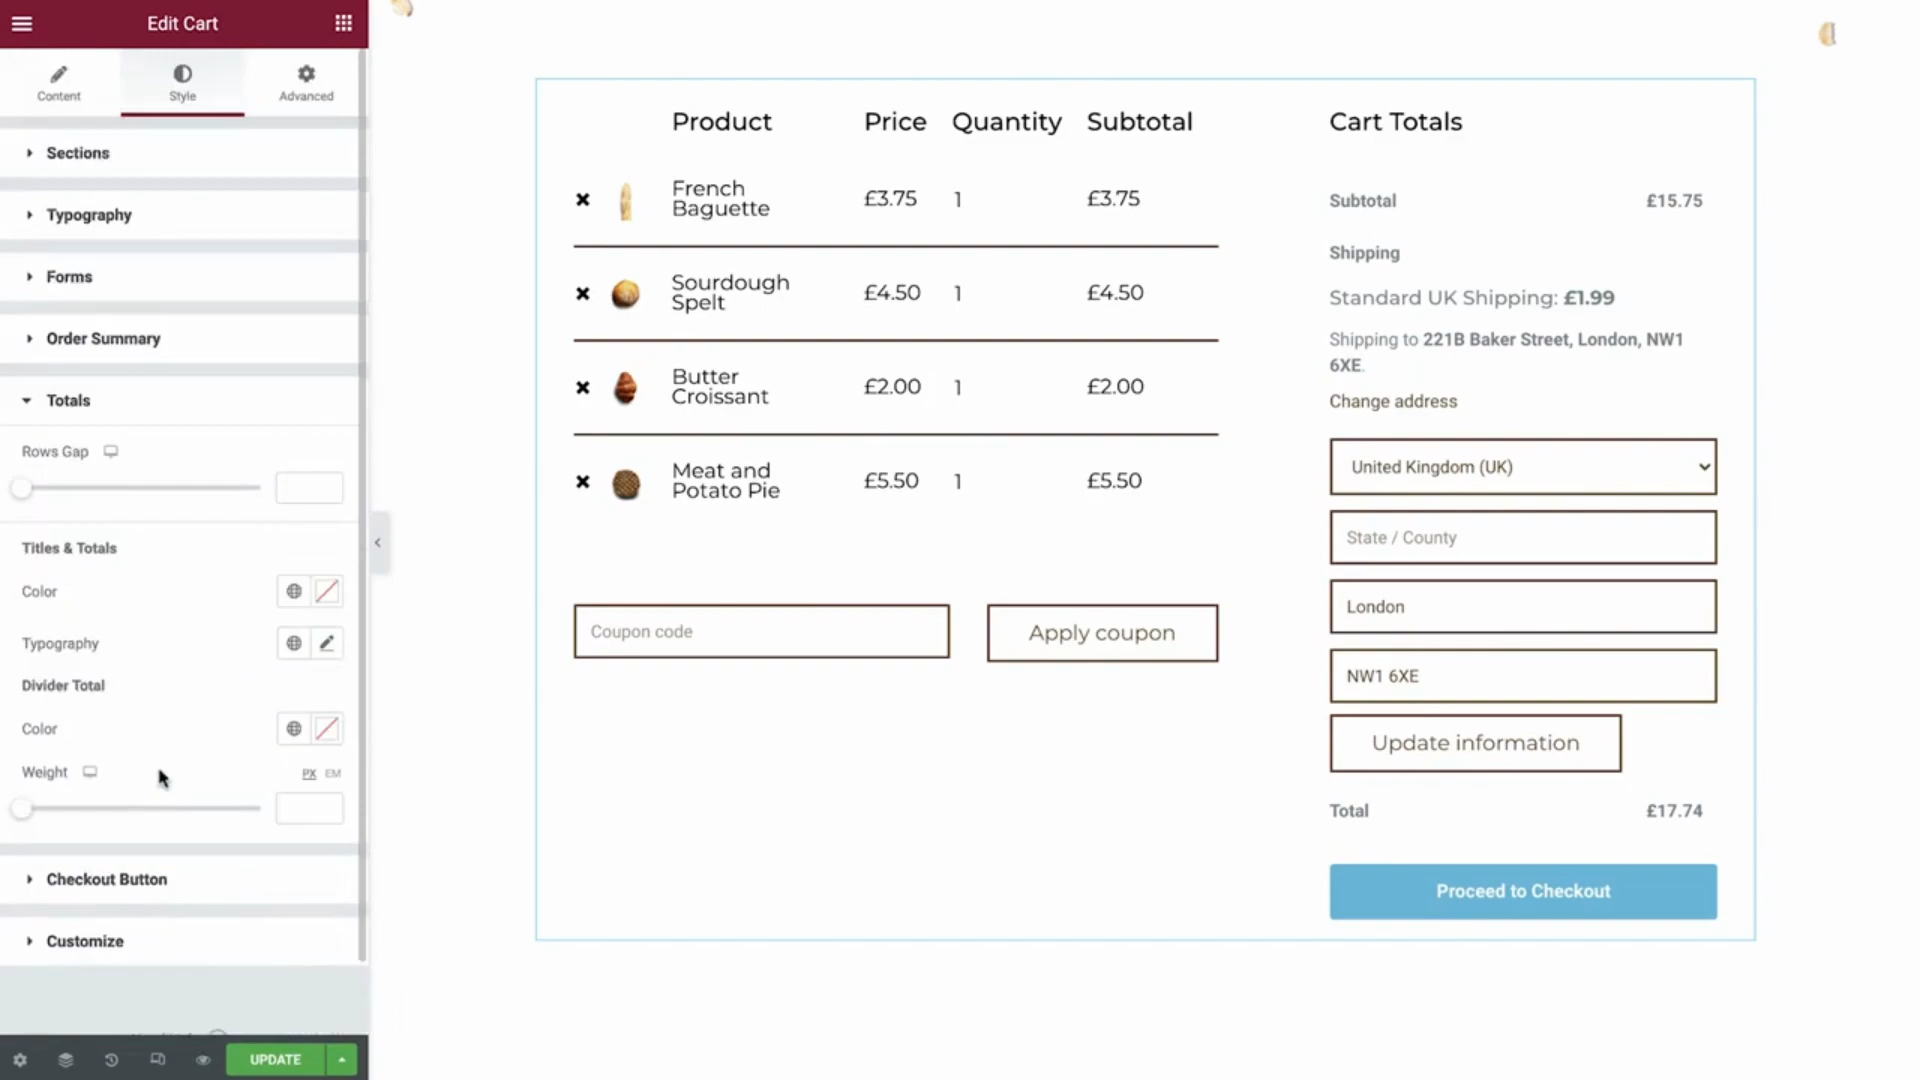 Edit Cart
Content
Style
Advanced
Sections
Typography
Forms
Order Summary
Totals
Rows Gap
Titles & Totals
Color
Typography
Divider Total
Color
Weight
PX EM
Checkout Button
Customize
UPDATE
Product Price Quantity Subtotal
French
Baguette
£3.75 1 £3.75
Sourdough
Spelt
£4.50 1 £4.50
Butter
Croissant
£2.00 1 £2.00
Meat and
Potato Pie
£5.50 1 £5.50
Coupon code
Apply coupon
Cart Totals
Subtotal £15.75
Shipping
Standard UK Shipping: £1.99
Shipping to 221B Baker Street, London, NW1
6XE.
Change address
United Kingdom (UK)
State / County
London
NW1 6XE
Update information
Total £17.74
Proceed to Checkout